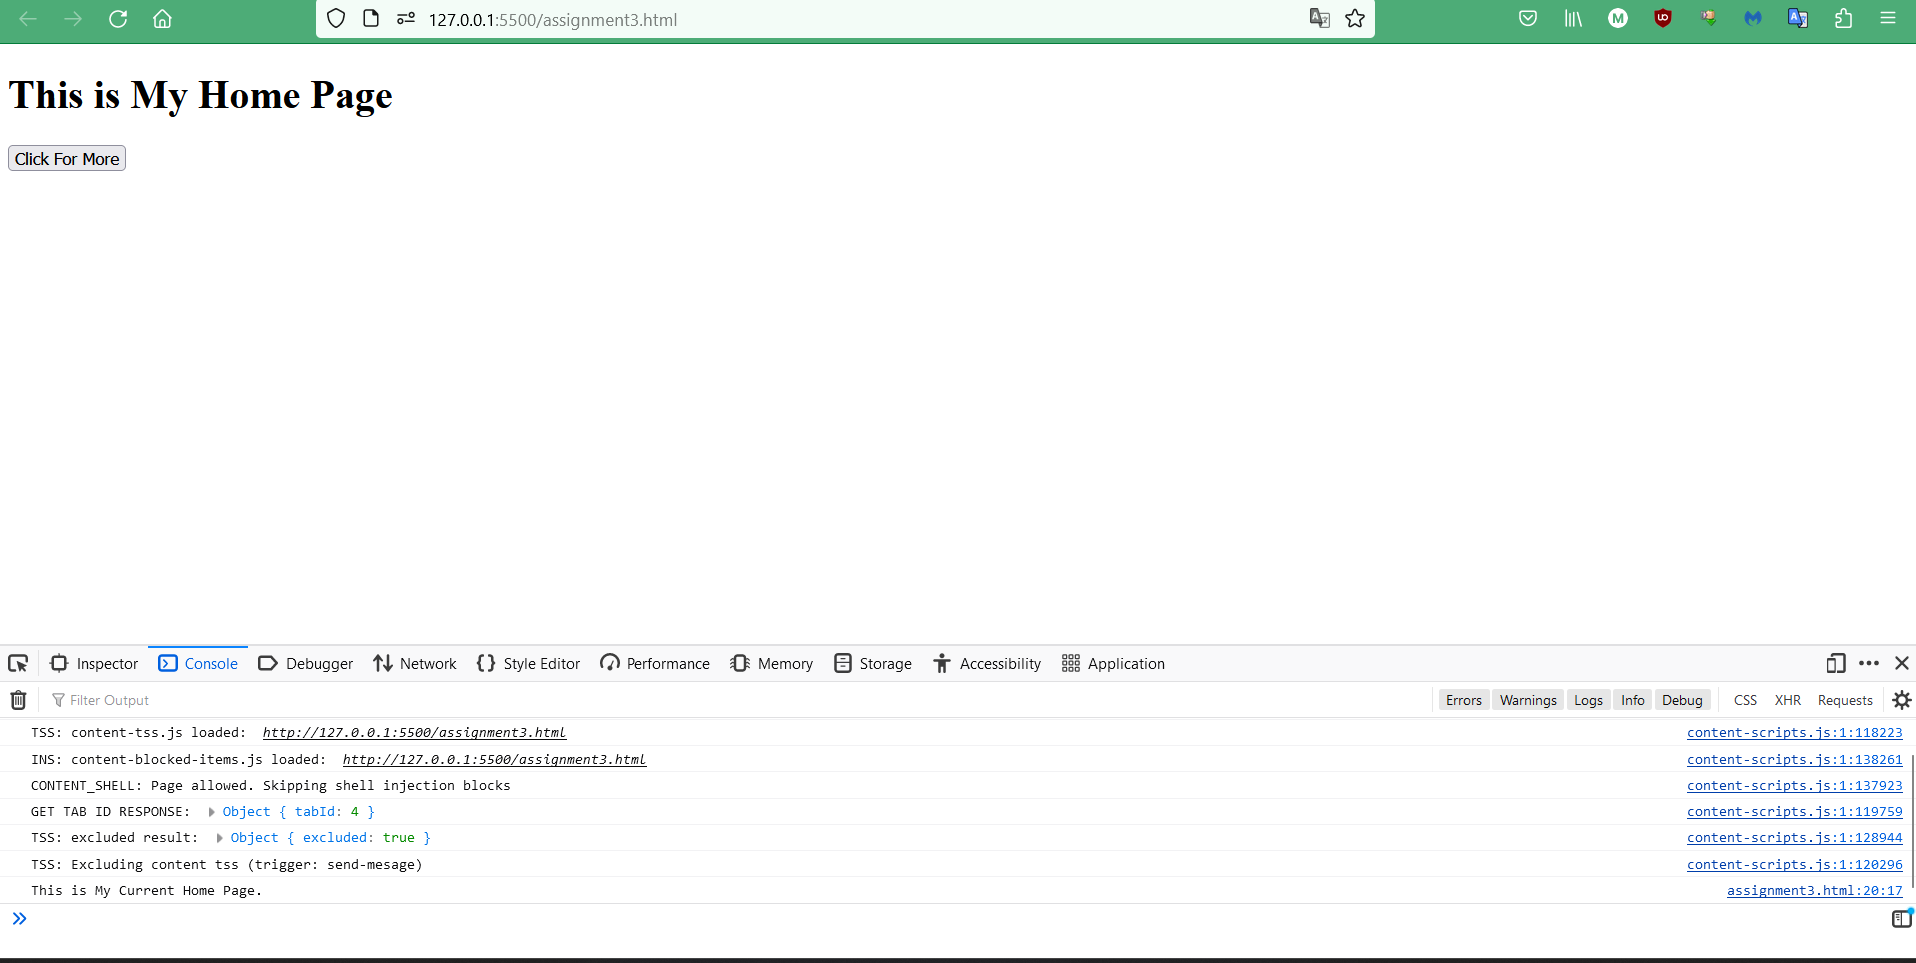 127.0.0.1:5500/assignment3.html
This is My Home Page
Click For More
Inspector Console Debugger Network Style Editor Performance Memory Storage Accessibility Application
Filter Output Errors Warnings Logs Info Debug CSS XHR Requests
TSS: content-tss.js loaded: http://127.0.0.1:5500/assignment3.html content-scripts.js:1:118223
INS: content-blocked-items.js loaded: http://127.0.0.1:5500/assignment3.html content-scripts.js:1:138261
CONTENT_SHELL: Page allowed. Skipping shell injection blocks content-scripts.js:1:137923
GET TAB ID RESPONSE: Object { tabId: 4 } content-scripts.js:1:119759
TSS: excluded result: Object { excluded: true } content-scripts.js:1:128944
TSS: Excluding content tss (trigger: send-mesage) content-scripts.js:1:120296
This is My Current Home Page. assignment3.html:20:17